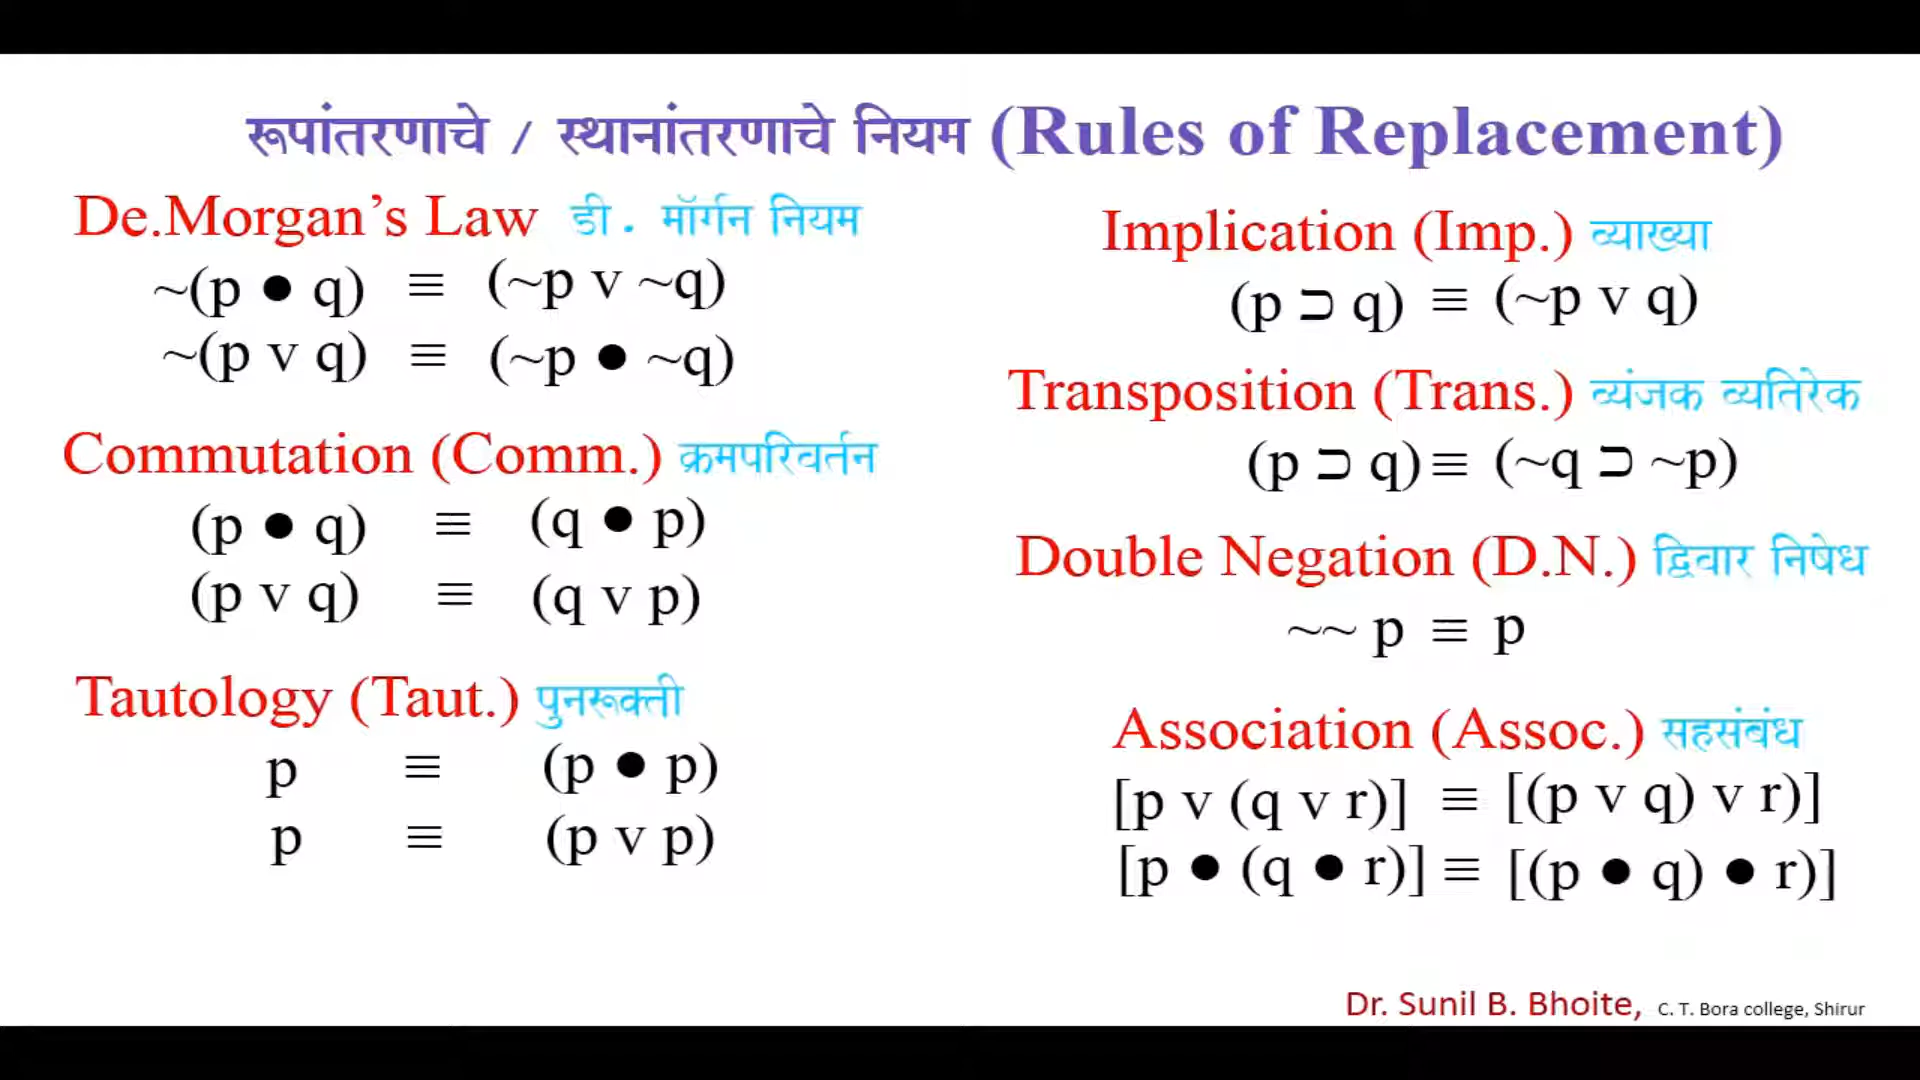 रूपांतरणाचे / स्थानांतरणाचे नियम (Rules of Replacement)
De.Morgan’s Law डी . मॉर्गन नियम
~(p ● q) ≡ (~p v ~q)
~(p v q) ≡ (~p ● ~q)
Commutation (Comm.) क्रमपरिवर्तन
(p ● q) ≡ (q ● p)
(p v q) ≡ (q v p)
Tautology (Taut.) पुनरूक्ती
p ≡ (p ● p)
p ≡ (p v p)
Implication (Imp.) व्याख्या
(p ⊐ q) ≡ (~p v q)
Transposition (Trans.) व्यंजक व्यतिरेक
(p ⊐ q) ≡ (~q ⊐ ~p)
Double Negation (D.N.) द्विवार निषेध
~~ p ≡ p
Association (Assoc.) सहसंबंध
[p v (q v r)] ≡ [(p v q) v r)]
[p ● (q ● r)] ≡ [(p ● q) ● r)]
Dr. Sunil B. Bhoite, C. T. Bora college, Shirur